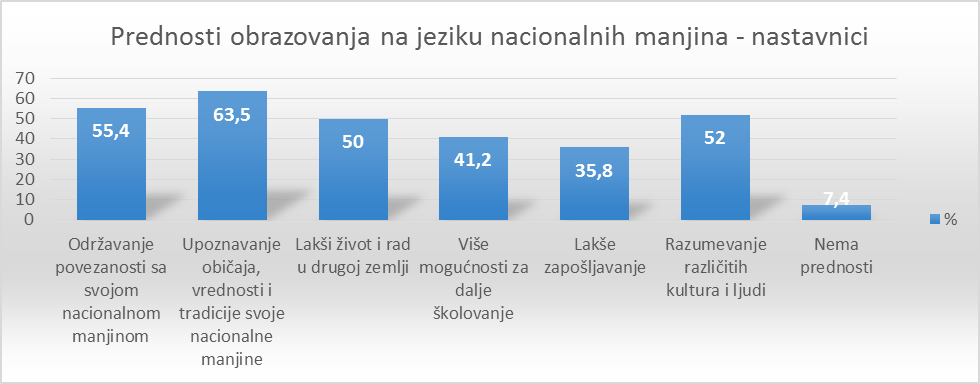 Prednosti obrazovanja na jeziku nacionalnih manjina - nastavnici
70
60
50
40
30
20
10
0
55,4
63,5
50
41,2
35,8
52
7,4
Održavanje
povezanosti sa
svojom
nacionalnom
manjinom
Upoznavanje
običaja,
vrednosti i
tradicije svoje
nacionalne
manjine
Lakši život i rad
u drugoj zemlji
Više
mogućnosti za
dalje
školovanje
Lakše
zapošljavanje
Razumevanje
različitih
kultura i ljudi
Nema
prednosti
%